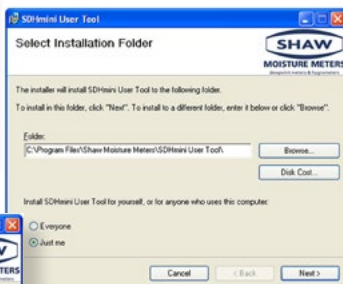 SDHmini User Tool
Select Installation Folder
SHAW
MOISTURE METERS
The installer will install SDHmini User Tool to the following folder.
To install in this folder, click "Next". To install to a different folder, enter it below or click "Browse".
Folder:
C:\Program Files\Shaw Moisture Meters\SDHmini User Tool\
Browse...
Disk Cost...
Install SDHmini User Tool for yourself, or for anyone who uses this computer:
Everyone
Just me
Cancel
< Back
Next >